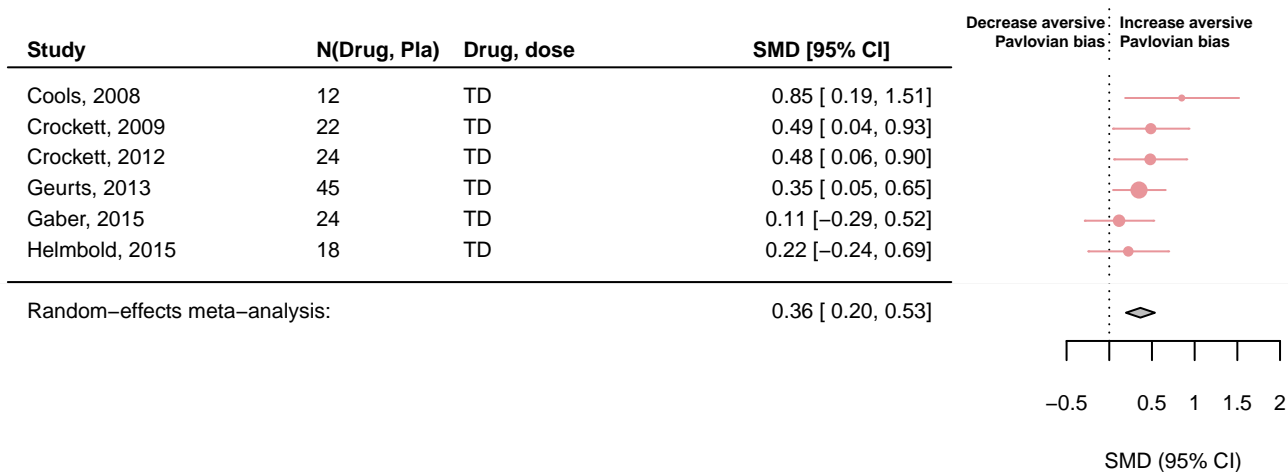 Decrease aversive Increase aversive
Pavlovian bias Pavlovian bias
Study N(Drug, Pla) Drug, dose SMD [95% CI]
Cools, 2008 12 TD 0.85 [ 0.19, 1.51]
Crockett, 2009 22 TD 0.49 [ 0.04, 0.93]
Crockett, 2012 24 TD 0.48 [ 0.06, 0.90]
Geurts, 2013 45 TD 0.35 [ 0.05, 0.65]
Gaber, 2015 24 TD 0.11 [−0.29, 0.52]
Helmbold, 2015 18 TD 0.22 [−0.24, 0.69]
Random−effects meta−analysis: 0.36 [ 0.20, 0.53]
−0.5 0.5 1 1.5 2
SMD (95% CI)